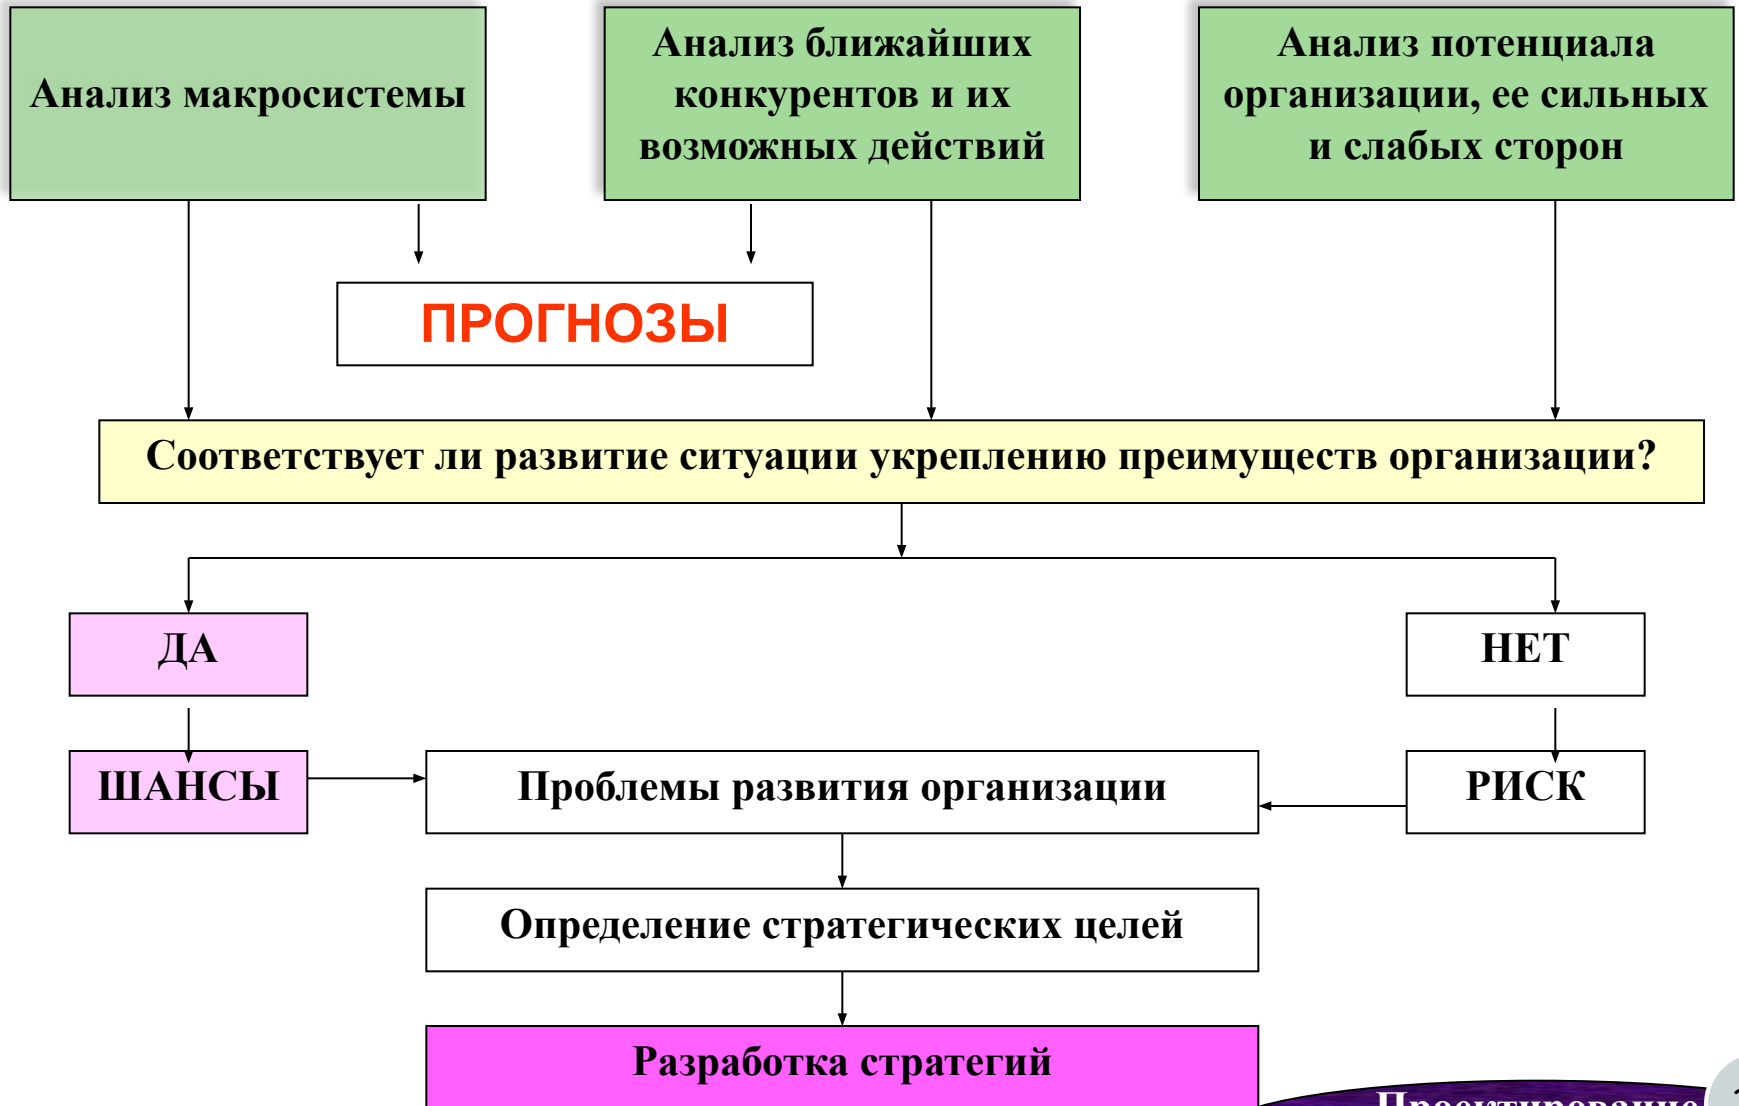 Анализ макросистемы
Анализ ближайших
конкурентов и их
возможных действий
Анализ потенциала
организации, ее сильных
и слабых сторон
ПРОГНОЗЫ
Соответствует ли развитие ситуации укреплению преимуществ организации?
ДА
НЕТ
ШАНСЫ
Проблемы развития организации
РИСК
Определение стратегических целей
Разработка стратегий
Проектирование